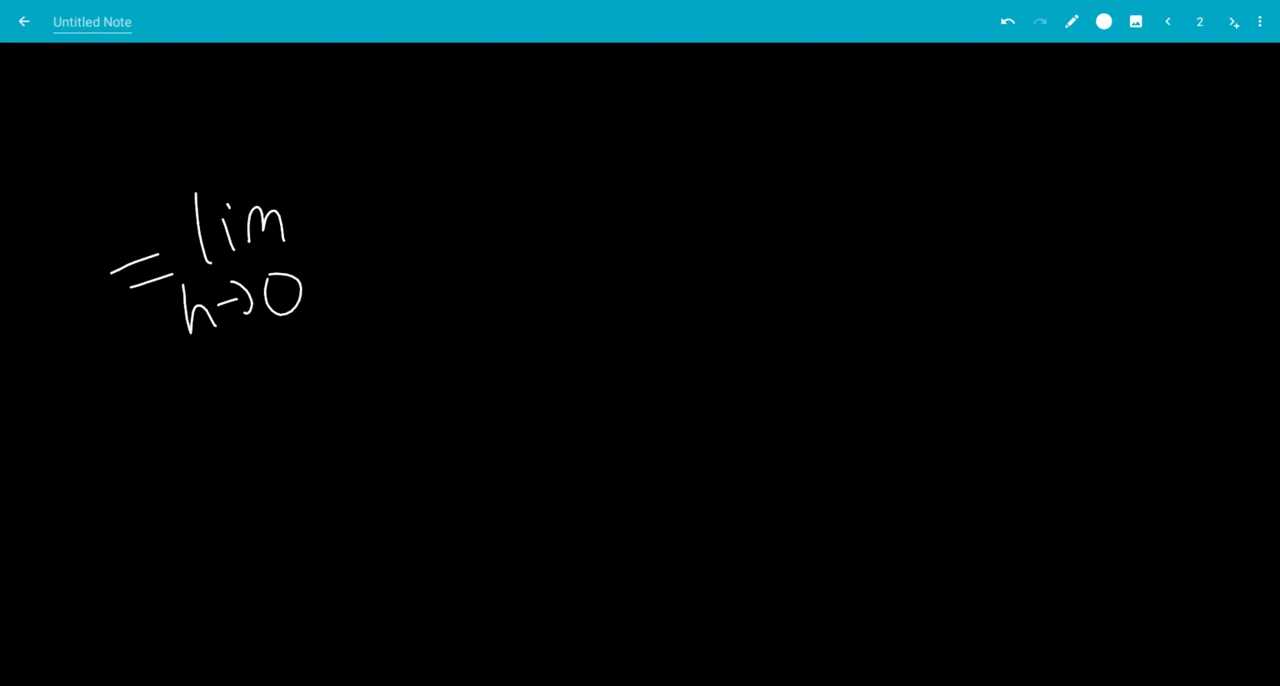 Untitled Note
2
= lim
h→0